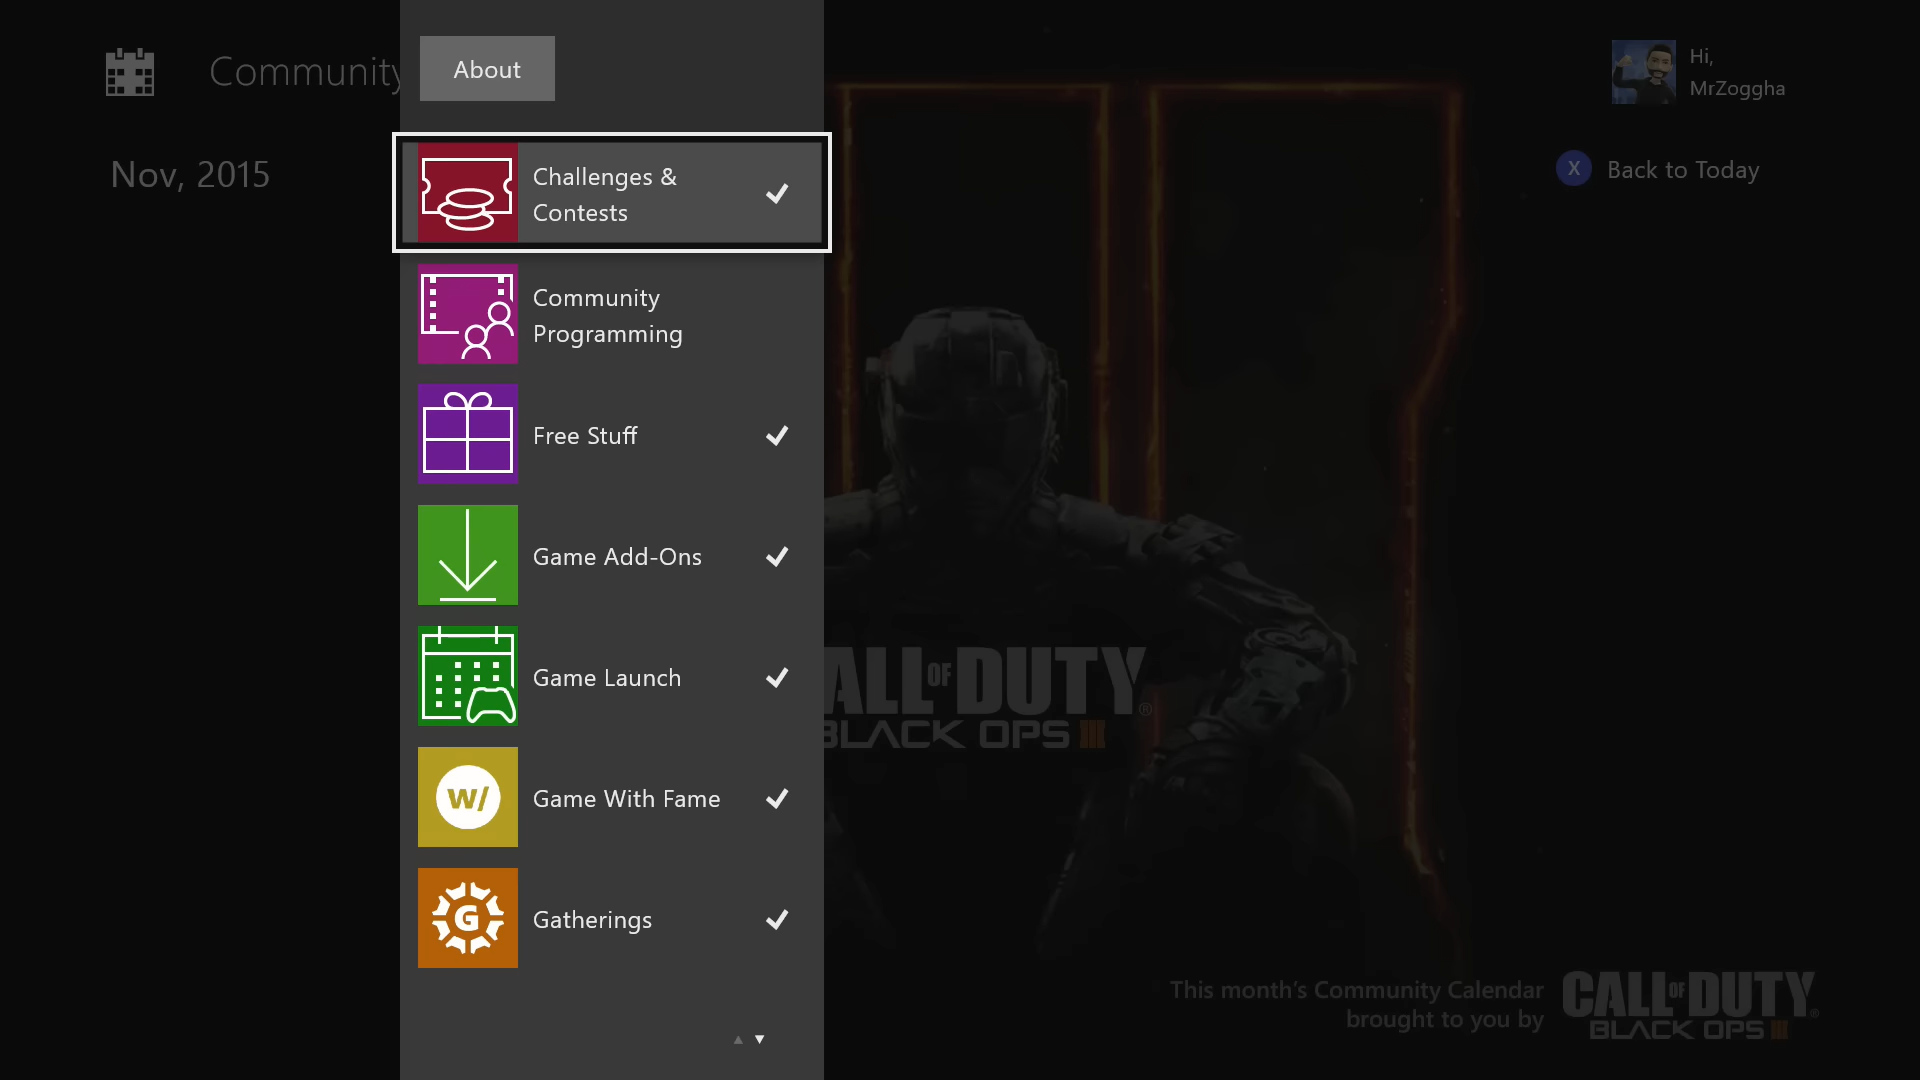 Community
About
Hi,
MrZoggha
Nov, 2015
X Back to Today
Challenges &
Contests
Community
Programming
Free Stuff
Game Add-Ons
Game Launch
W/
Game With Fame
G
Gatherings
CALL OF DUTY®
BLACK OPS III
This month's Community Calendar
brought to you by
CALL OF DUTY®
BLACK OPS III